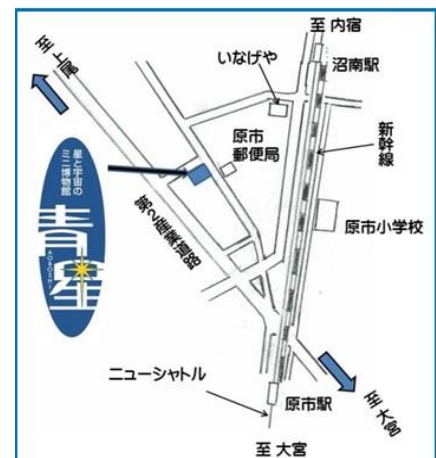 至 内宿
至 上尾
沼南駅
いなげや
新幹線
原市
郵便局
星と宇宙の
ミニ博物館
青星
AOBOSHI
第2産業道路
原市小学校
ニューシャトル
原市駅
至 大宮
至 大宮